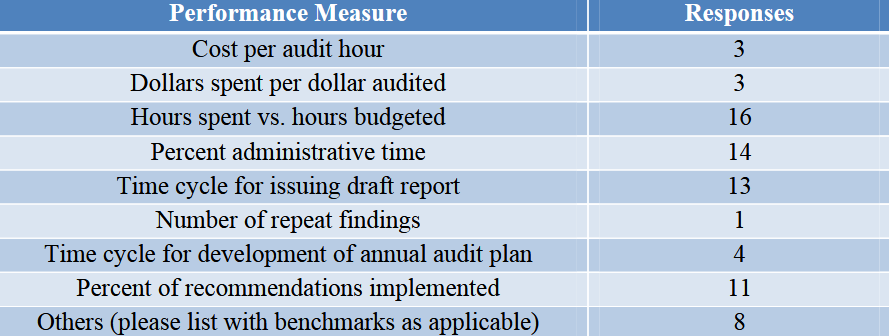 Performance Measure Responses
Cost per audit hour 3
Dollars spent per dollar audited 3
Hours spent vs. hours budgeted 16
Percent administrative time 14
Time cycle for issuing draft report 13
Number of repeat findings 1
Time cycle for development of annual audit plan 4
Percent of recommendations implemented 11
Others (please list with benchmarks as applicable) 8